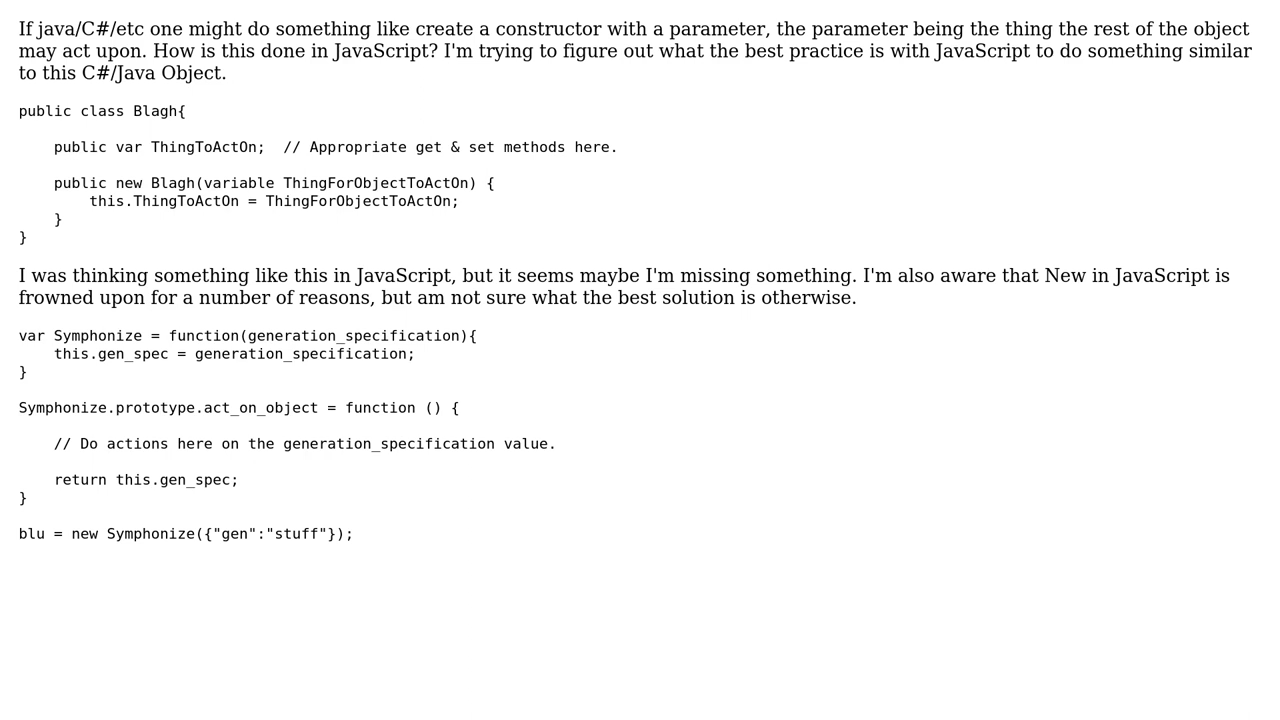 If java/C#/etc one might do something like create a constructor with a parameter, the parameter being the thing the rest of the object
may act upon. How is this done in JavaScript? I'm trying to figure out what the best practice is with JavaScript to do something similar
to this C#/Java Object.
public class Blagh{
    public var ThingToActOn;  // Appropriate get & set methods here.
    public new Blagh(variable ThingForObjectToActOn) {
        this.ThingToActOn = ThingForObjectToActOn;
    }
}
I was thinking something like this in JavaScript, but it seems maybe I'm missing something. I'm also aware that New in JavaScript is
frowned upon for a number of reasons, but am not sure what the best solution is otherwise.
var Symphonize = function(generation_specification){
    this.gen_spec = generation_specification;
}
Symphonize.prototype.act_on_object = function () {
    // Do actions here on the generation_specification value.
    return this.gen_spec;
}
blu = new Symphonize({"gen":"stuff"});